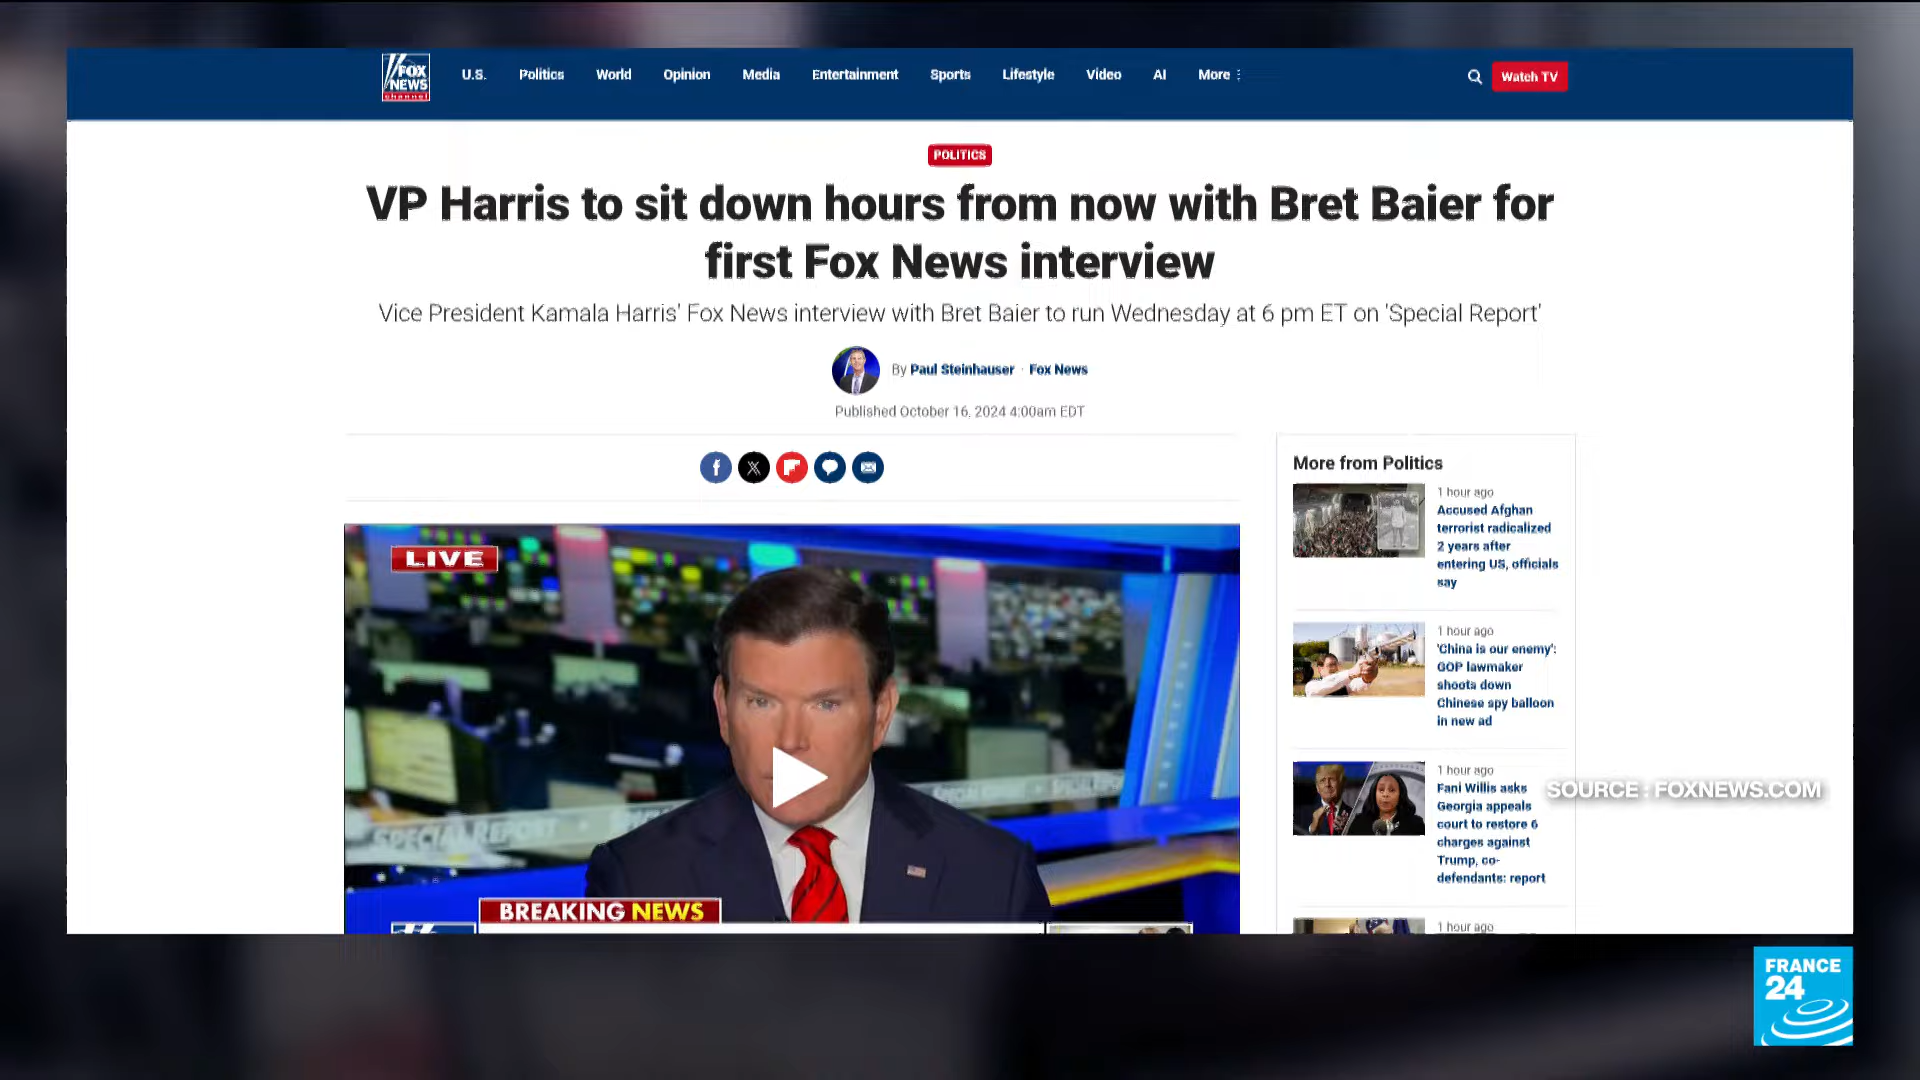 FOX
NEWS
channel
U.S. Politics World Opinion Media Entertainment Sports Lifestyle Video AI More
Watch TV
POLITICS
VP Harris to sit down hours from now with Bret Baier for
first Fox News interview
Vice President Kamala Harris' Fox News interview with Bret Baier to run Wednesday at 6 pm ET on 'Special Report'
By Paul Steinhauser · Fox News
Published October 16, 2024 4:00am EDT
LIVE
SPECIAL REPORT
BREAKING NEWS
More from Politics
1 hour ago
Accused Afghan
terrorist radicalized
2 years after
entering US, officials
say
1 hour ago
'China is our enemy':
GOP lawmaker
shoots down
Chinese spy balloon
in new ad
1 hour ago
Fani Willis asks
Georgia appeals
court to restore 6
charges against
Trump, co-
defendants: report
1 hour ago
SOURCE : FOXNEWS.COM
FRANCE
24